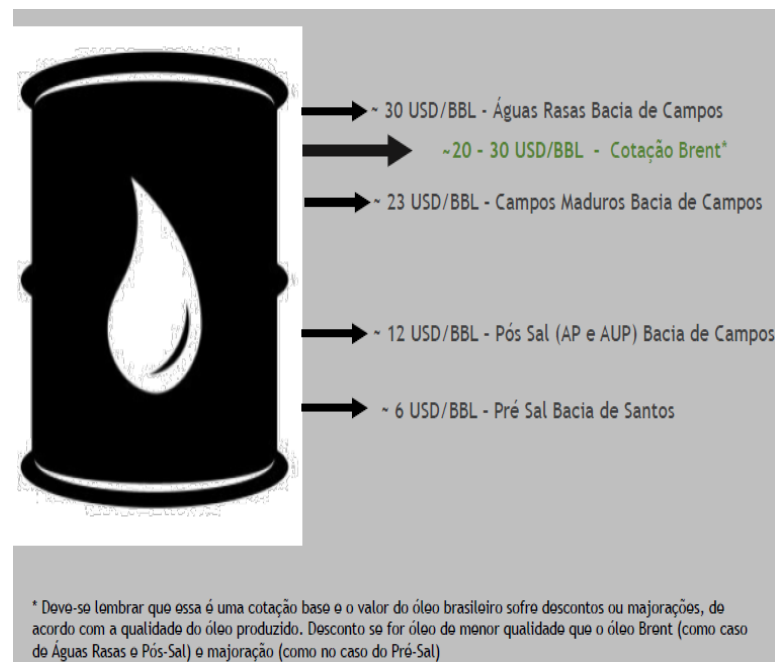 ~ 30 USD/BBL - Águas Rasas Bacia de Campos
~20 - 30 USD/BBL - Cotação Brent*
~ 23 USD/BBL - Campos Maduros Bacia de Campos
~ 12 USD/BBL - Pós Sal (AP e AUP) Bacia de Campos
~ 6 USD/BBL - Pré Sal Bacia de Santos
* Deve-se lembrar que essa é uma cotação base e o valor do óleo brasileiro sofre descontos ou majorações, de
acordo com a qualidade do óleo produzido. Desconto se for óleo de menor qualidade que o óleo Brent (como caso
de Águas Rasas e Pós-Sal) e majoração (como no caso do Pré-Sal)